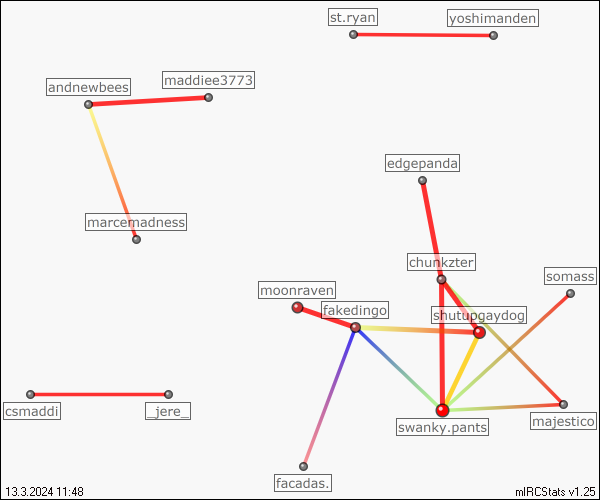 st.ryan
yoshimanden
maddiee3773
andnewbees
edgepanda
marcemadness
chunkzter
somass
moonraven
fakedingo
shutupgaydog
csmaddi
_jere_
majestico
swanky.pants
facadas.
13.3.2024 11:48
mIRCStats v1.25